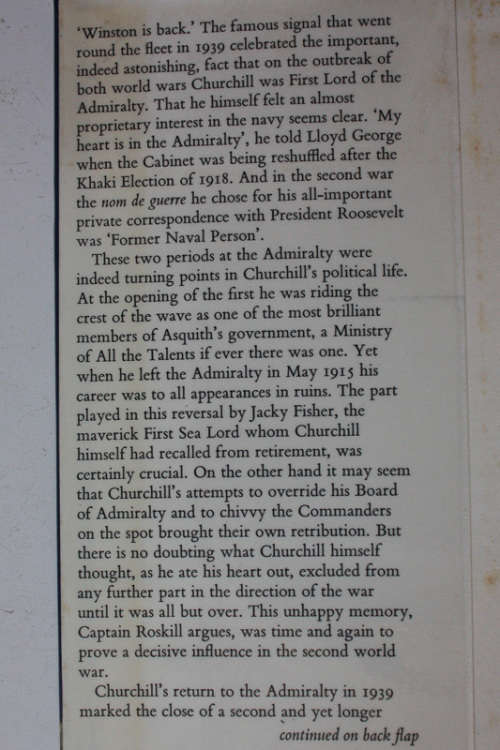 'Winston is back.' The famous signal that went
round the fleet in 1939 celebrated the important,
indeed astonishing, fact that on the outbreak of
both world wars Churchill was First Lord of the
Admiralty. That he himself felt an almost
proprietary interest in the navy seems clear. 'My
heart is in the Admiralty', he told Lloyd George
when the Cabinet was being reshuffled after the
Khaki Election of 1918. And in the second war
the nom de guerre he chose for his all-important
private correspondence with President Roosevelt
was 'Former Naval Person'.
These two periods at the Admiralty were
indeed turning points in Churchill's political life.
At the opening of the first he was riding the
crest of the wave as one of the most brilliant
members of Asquith's government, a Ministry
of All the Talents if ever there was one. Yet
when he left the Admiralty in May 1915 his
career was to all appearances in ruins. The part
played in this reversal by Jacky Fisher, the
maverick First Sea Lord whom Churchill
himself had recalled from retirement, was
certainly crucial. On the other hand it may seem
that Churchill's attempts to override his Board
of Admiralty and to chivvy the Commanders
on the spot brought their own retribution. But
there is no doubting what Churchill himself
thought, as he ate his heart out, excluded from
any further part in the direction of the war
until it was all but over. This unhappy memory,
Captain Roskill argues, was time and again to
prove a decisive influence in the second world
war.
Churchill's return to the Admiralty in 1939
marked the close of a second and yet longer
continued on back flap